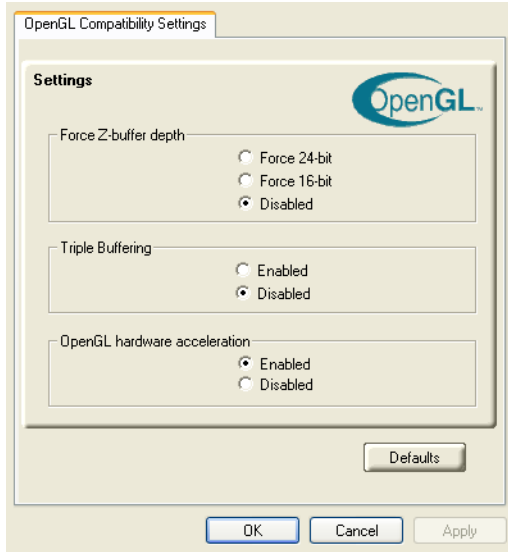 OpenGL Compatibility Settings
Settings
OpenGL
Force Z-buffer depth
Force 24-bit
Force 16-bit
Disabled
Triple Buffering
Enabled
Disabled
OpenGL hardware acceleration
Enabled
Disabled
Defaults
OK Cancel Apply